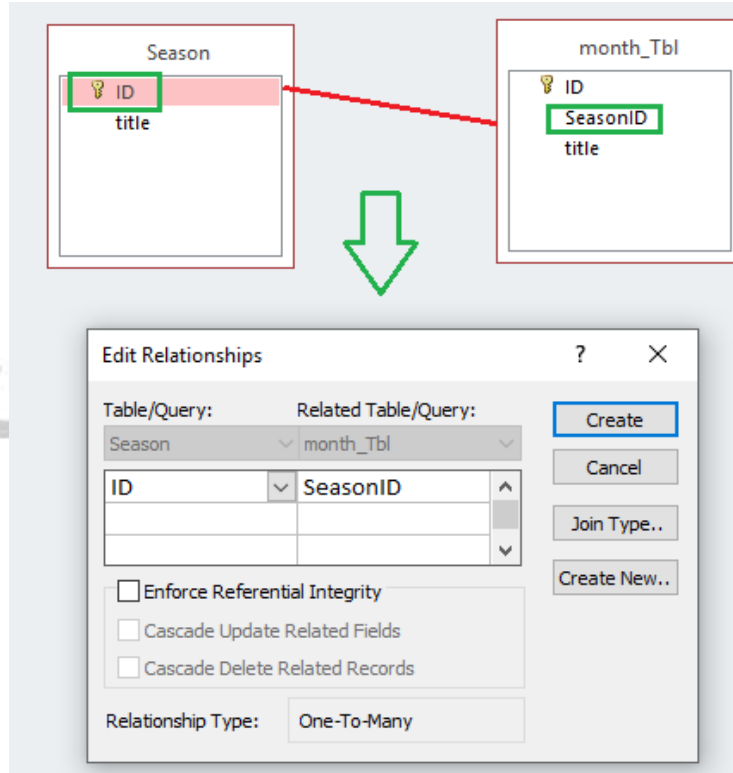 Season
month_Tbl
ID
title
ID
SeasonID
title
Edit Relationships
?
Table/Query:
Related Table/Query:
Create
Season
month_Tbl
Cancel
ID
SeasonID
Join Type..
Create New..
Enforce Referential Integrity
Cascade Update Related Fields
Cascade Delete Related Records
Relationship Type:
One-To-Many